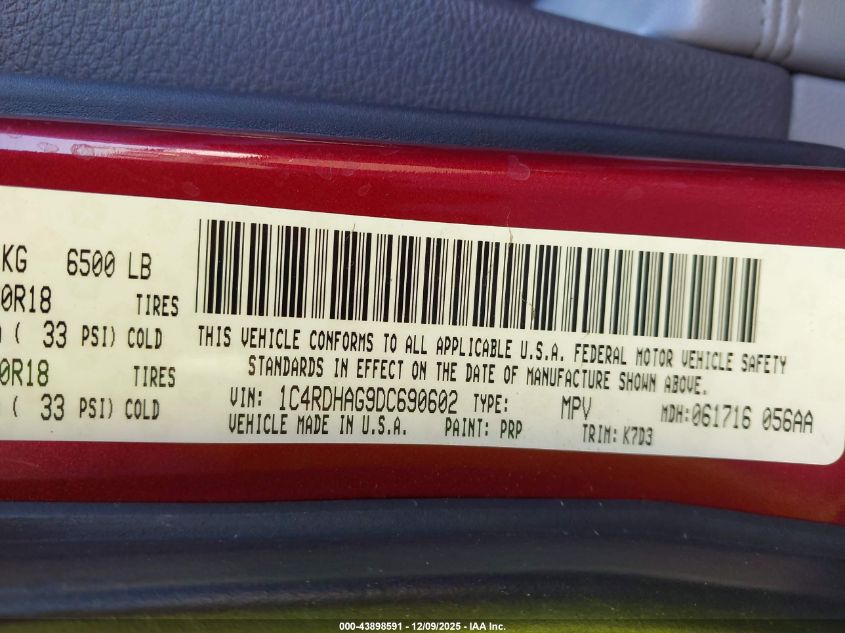 KG 6500 LB
0R18 TIRES
( 33 PSI) COLD
0R18 TIRES
( 33 PSI) COLD
THIS VEHICLE CONFORMS TO ALL APPLICABLE U.S.A. FEDERAL MOTOR VEHICLE SAFETY
STANDARDS IN EFFECT ON THE DATE OF MANUFACTURE SHOWN ABOVE.
VIN: 1C4RDHAG9DC690602 TYPE: MPV MDH:061716 056AA
VEHICLE MADE IN U.S.A. PAINT: PRP TRIM: K7D3
000-43898591 - 12/09/2025 - IAA Inc.